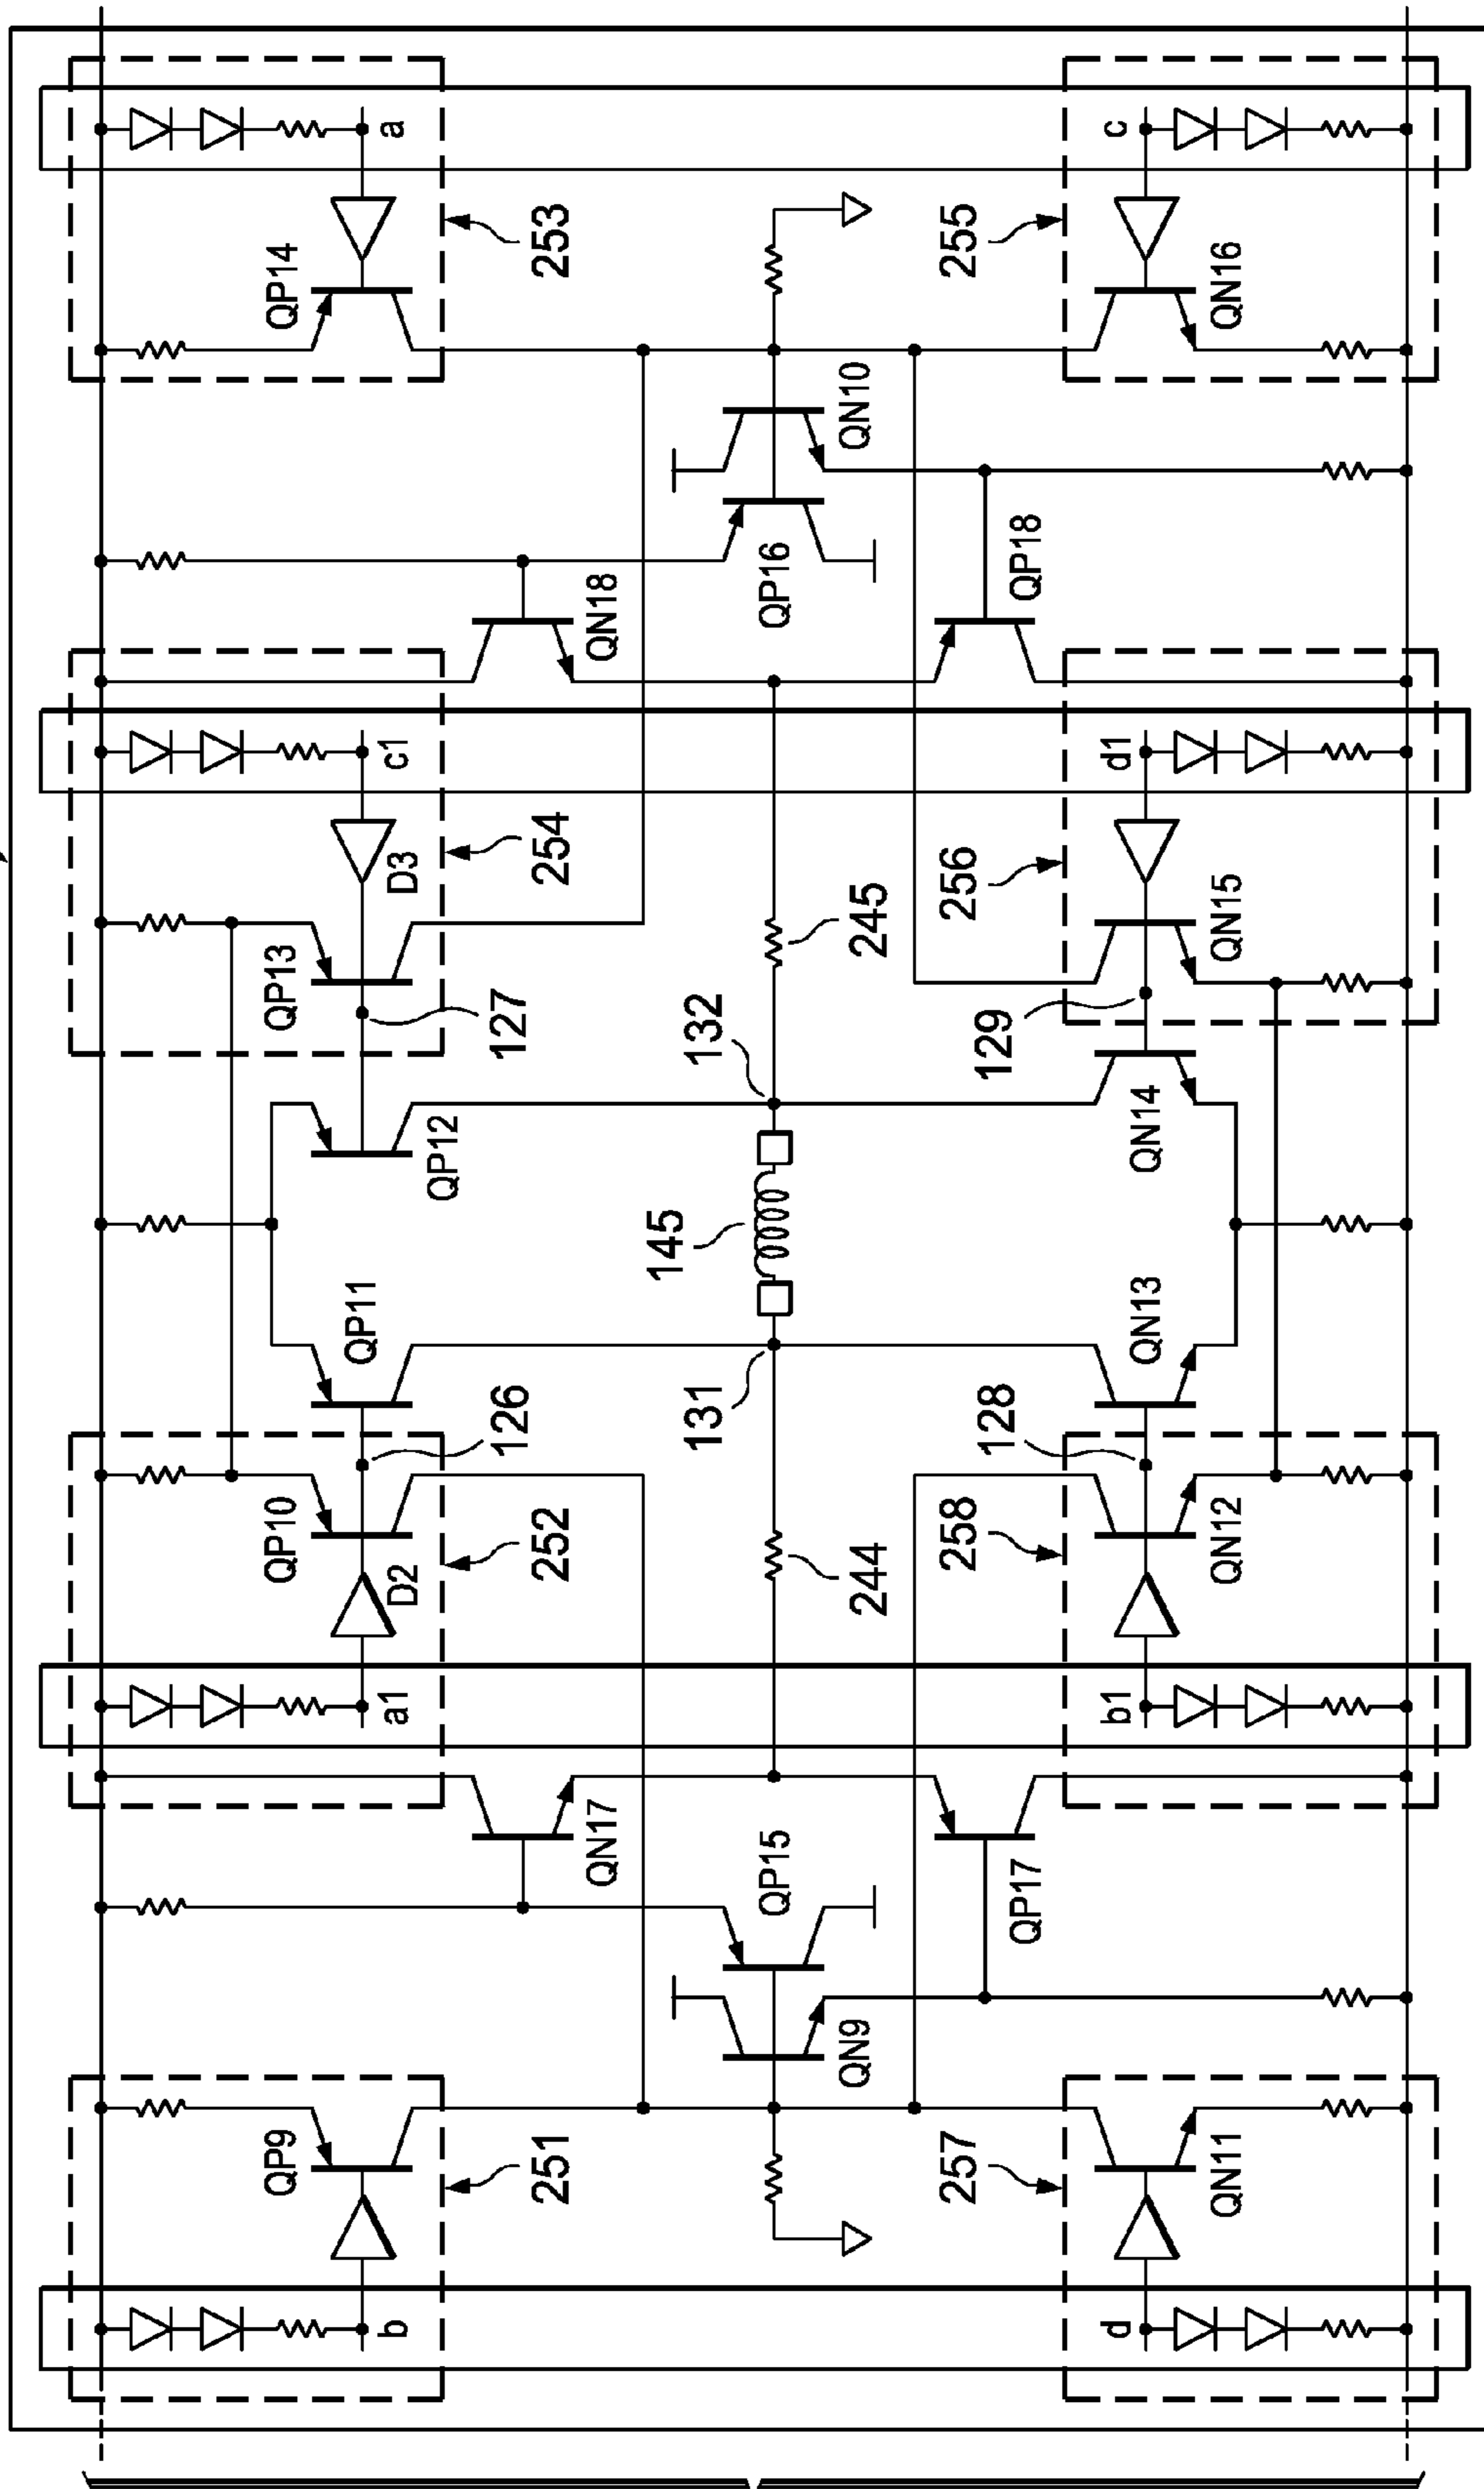 QP9
QP10
QP13
QP14
QP11
b
a1
D2
D3
c1
a
QP12
126
127
251
252
254
253
QN17
QN18
145
131
132
QP15
QP16
QN9
QN10
244
245
257
258
256
255
128
129
QP17
QP18
d
b1
d1
c
QN13
QN14
QN11
QN12
QN15
QN16